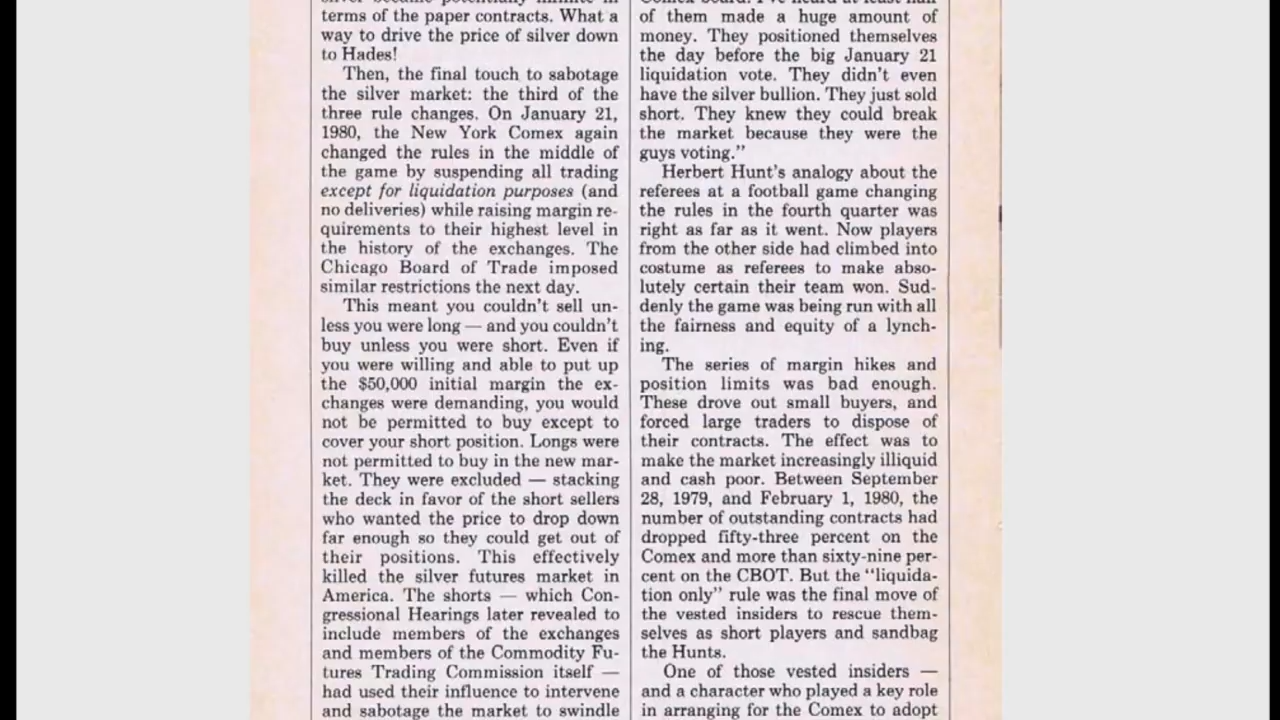 silver became potentially infinite in
terms of the paper contracts. What a
way to drive the price of silver down
to Hades!
Then, the final touch to sabotage
the silver market: the third of the
three rule changes. On January 21,
1980, the New York Comex again
changed the rules in the middle of
the game by suspending all trading
except for liquidation purposes (and
no deliveries) while raising margin re-
quirements to their highest level in
the history of the exchanges. The
Chicago Board of Trade imposed
similar restrictions the next day.
This meant you couldn't sell un-
less you were long — and you couldn't
buy unless you were short. Even if
you were willing and able to put up
the $50,000 initial margin the ex-
changes were demanding, you would
not be permitted to buy except to
cover your short position. Longs were
not permitted to buy in the new mar-
ket. They were excluded — stacking
the deck in favor of the short sellers
who wanted the price to drop down
far enough so they could get out of
their positions. This effectively
killed the silver futures market in
America. The shorts — which Con-
gressional Hearings later revealed to
include members of the exchanges
and members of the Commodity Fu-
tures Trading Commission itself —
had used their influence to intervene
and sabotage the market to swindle
Comex board. I've heard at least half
of them made a huge amount of
money. They positioned themselves
the day before the big January 21
liquidation vote. They didn't even
have the silver bullion. They just sold
short. They knew they could break
the market because they were the
guys voting."
Herbert Hunt's analogy about the
referees at a football game changing
the rules in the fourth quarter was
right as far as it went. Now players
from the other side had climbed into
costume as referees to make abso-
lutely certain their team won. Sud-
denly the game was being run with all
the fairness and equity of a lynch-
ing.
The series of margin hikes and
position limits was bad enough.
These drove out small buyers, and
forced large traders to dispose of
their contracts. The effect was to
make the market increasingly illiquid
and cash poor. Between September
28, 1979, and February 1, 1980, the
number of outstanding contracts had
dropped fifty-three percent on the
Comex and more than sixty-nine per-
cent on the CBOT. But the "liquida-
tion only" rule was the final move of
the vested insiders to rescue them-
selves as short players and sandbag
the Hunts.
One of those vested insiders —
and a character who played a key role
in arranging for the Comex to adopt